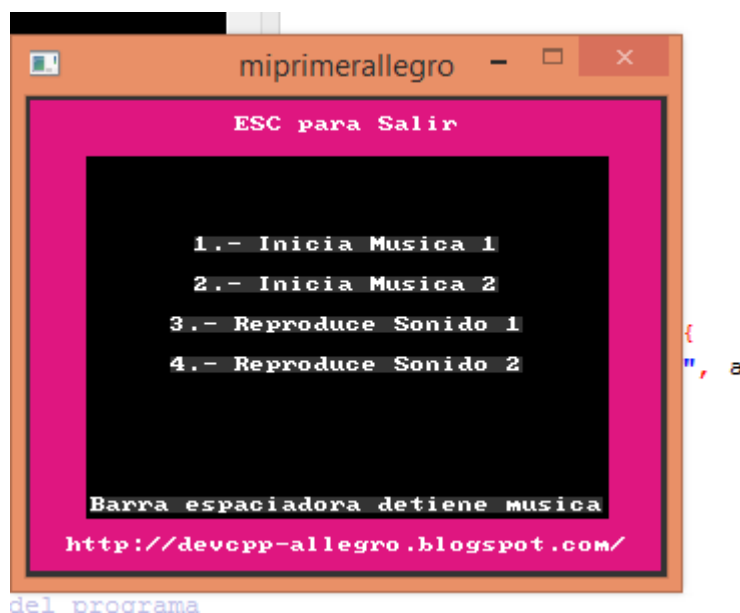 miprimerallegro
ESC para Salir
1.- Inicia Musica 1
2.- Inicia Musica 2
3.- Reproduce Sonido 1
{
4.- Reproduce Sonido 2
", a
Barra espaciadora detiene musica
http://devcpp-allegro.blogspot.com/
del programa